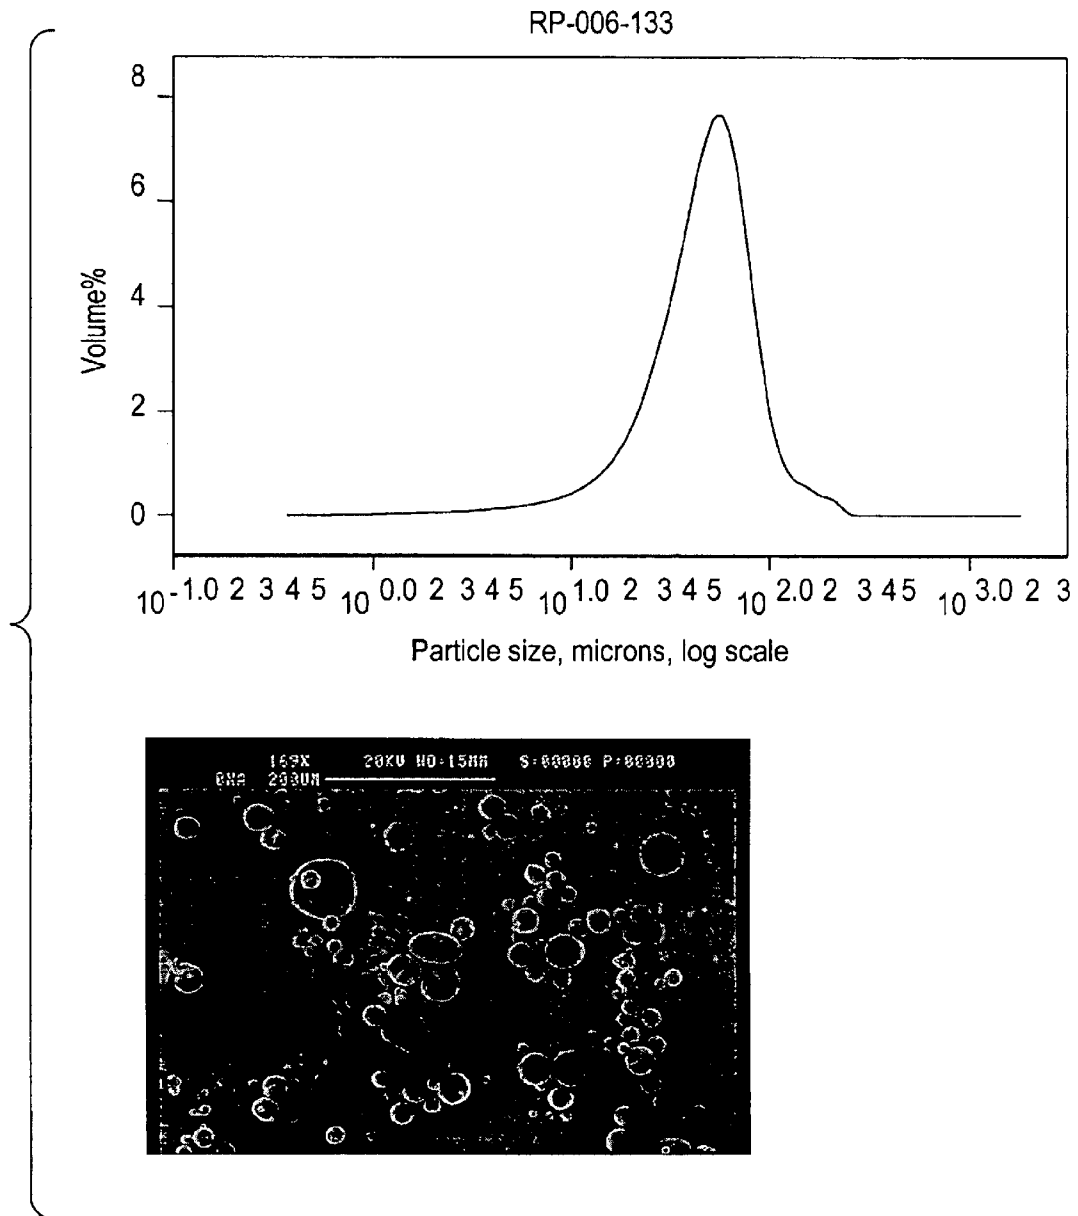 RP-006-133
8
6
4
2
0
Volume%
10-1.0 2 3 4 5 10 0.0 2 3 4 5 101.0 2 3 4 5 10 2.0 2 3 4 5 10 3.0 2 3
Particle size, microns, log scale
169X 20KV WD:15MM S:00000 P:00000
200UM